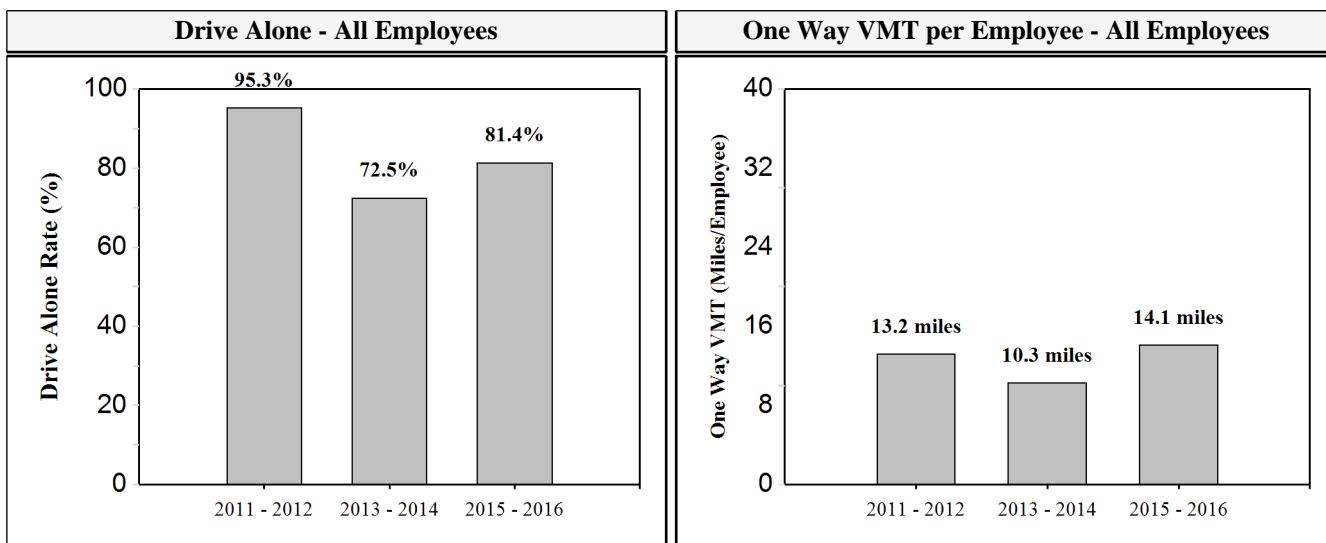 Drive Alone - All Employees
95.3%
81.4%
72.5%
100
80
60
40
20
0
Drive Alone Rate (%)
2011 - 2012 2013 - 2014 2015 - 2016
One Way VMT per Employee - All Employees
40
32
24
16
8
0
One Way VMT (Miles/Employee)
13.2 miles
10.3 miles
14.1 miles
2011 - 2012 2013 - 2014 2015 - 2016